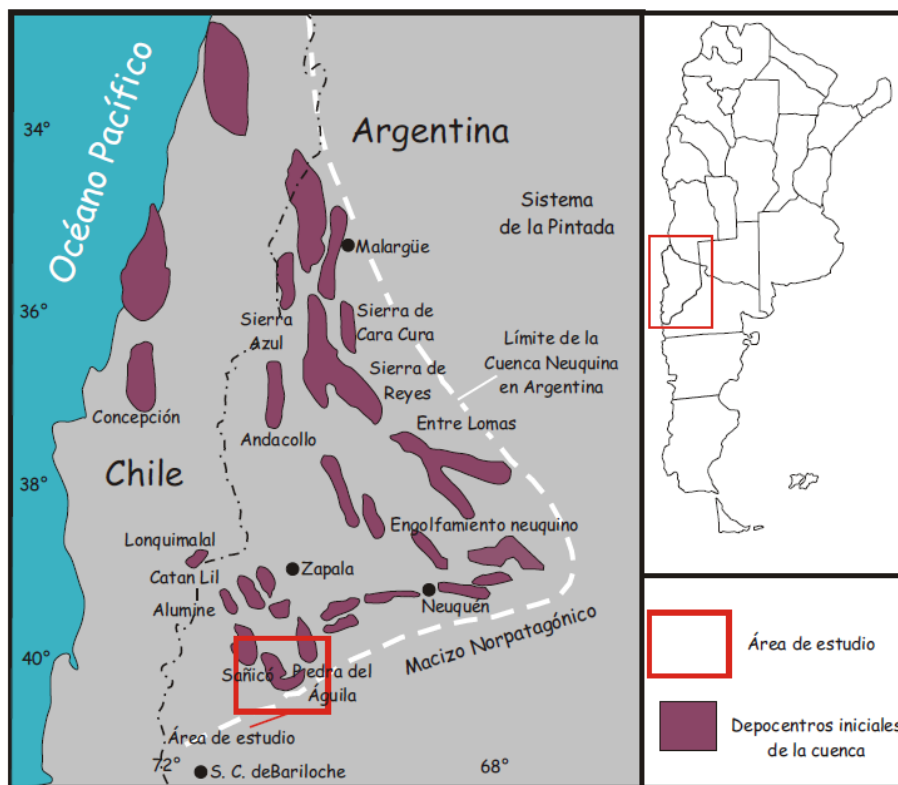 Océano Pacífico
34°
36°
38°
40°
Argentina
Sistema
de la Pintada
Malargüe
Sierra
Azul
Sierra de
Cara Cura
Límite de la
Cuenca Neuquina
en Argentina
Sierra de
Reyes
Concepción
Andacollo
Entre Lomas
Chile
Engolfamiento neuquino
Lonquimalal
Catan Lil
Zapala
Alumine
Neuquén
Macizo Norpatagónico
Sañicó
Piedra del
Águila
Área de estudio
72°
68°
S. C. deBariloche
Área de estudio
Depocentros iniciales
de la cuenca